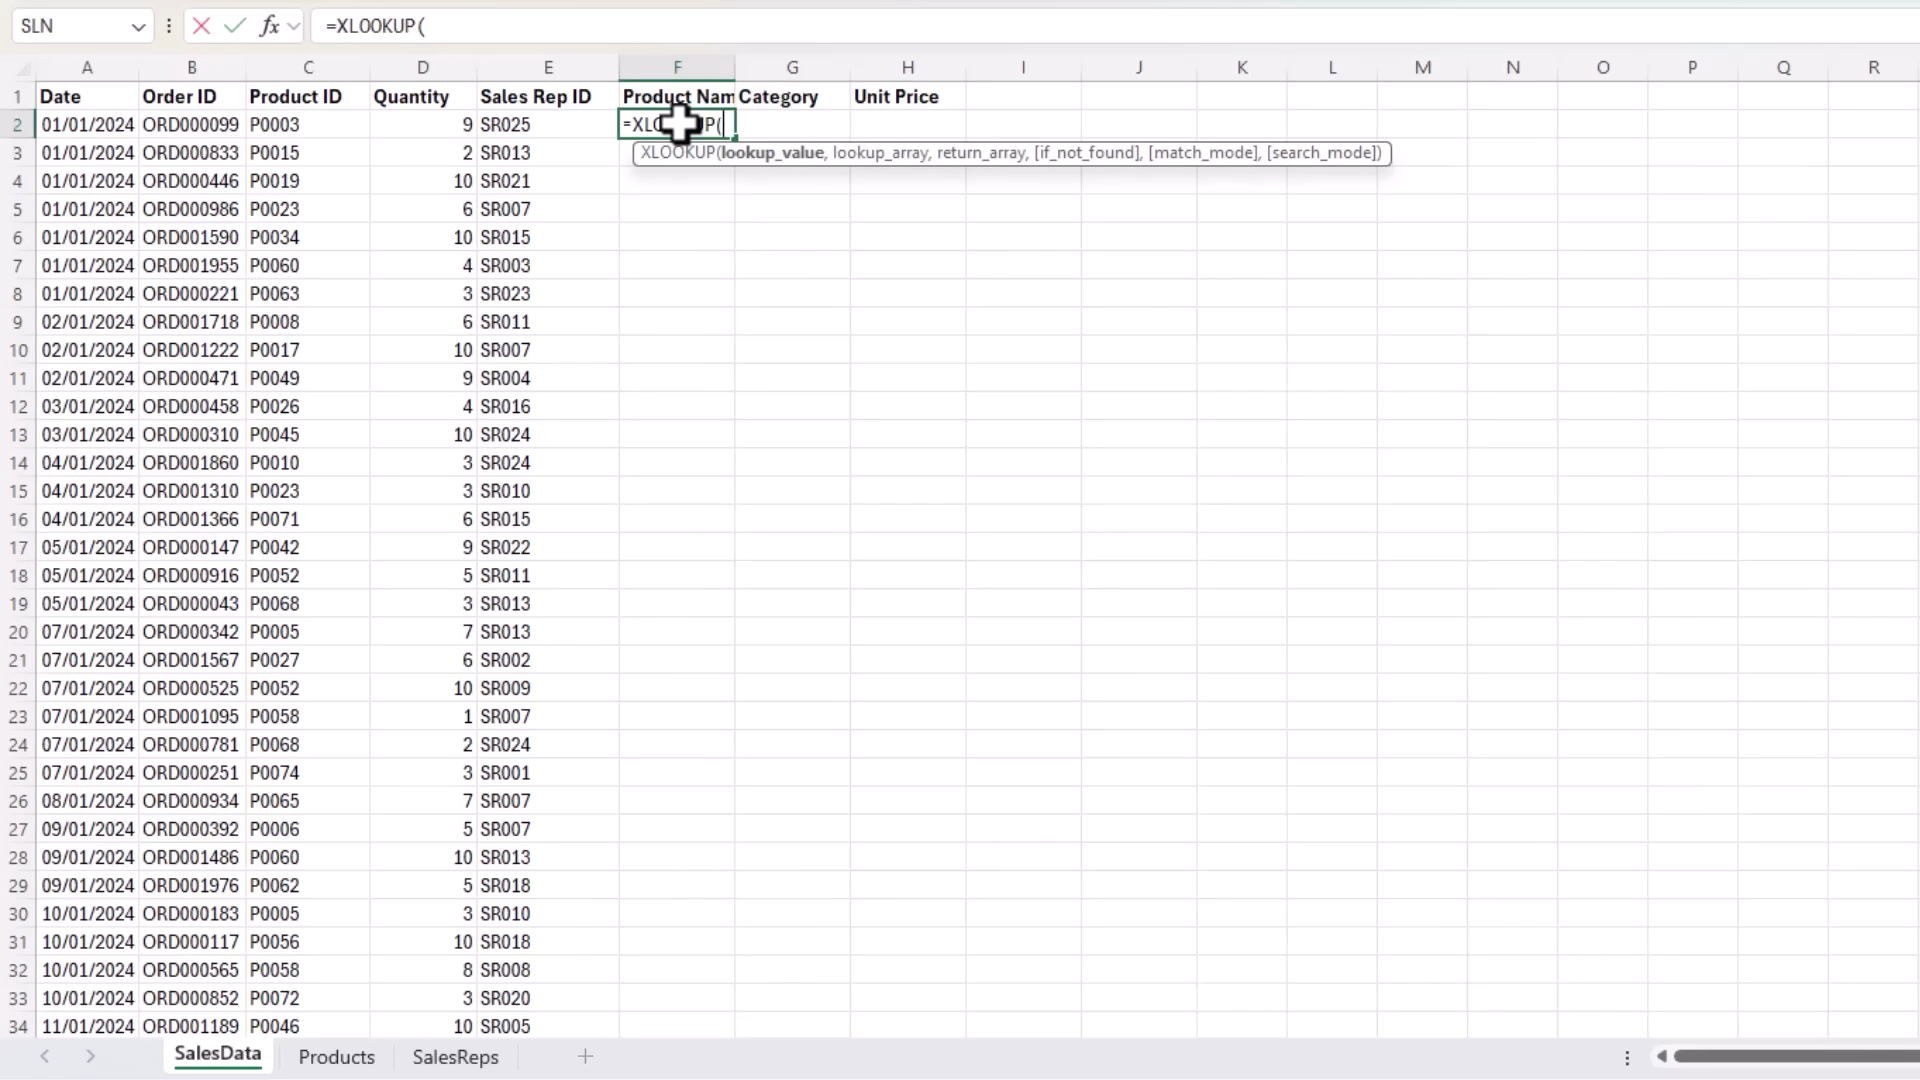 SLN =XLOOKUP(
A B C D E F G H I J K L M N O P Q R
1 Date Order ID Product ID Quantity Sales Rep ID Product Nam Category Unit Price
2 01/01/2024 ORD000099 P0003 9 SR025 =XLO P(
XLOOKUP(lookup_value, lookup_array, return_array, [if_not_found], [match_mode], [search_mode])
3 01/01/2024 ORD000833 P0015 2 SR013
4 01/01/2024 ORD000446 P0019 10 SR021
5 01/01/2024 ORD000986 P0023 6 SR007
6 01/01/2024 ORD001590 P0034 10 SR015
7 01/01/2024 ORD001955 P0060 4 SR003
8 01/01/2024 ORD000221 P0063 3 SR023
9 02/01/2024 ORD001718 P0008 6 SR011
10 02/01/2024 ORD001222 P0017 10 SR007
11 02/01/2024 ORD000471 P0049 9 SR004
12 03/01/2024 ORD000458 P0026 4 SR016
13 03/01/2024 ORD000310 P0045 10 SR024
14 04/01/2024 ORD001860 P0010 3 SR024
15 04/01/2024 ORD001310 P0023 3 SR010
16 04/01/2024 ORD001366 P0071 6 SR015
17 05/01/2024 ORD000147 P0042 9 SR022
18 05/01/2024 ORD000916 P0052 5 SR011
19 05/01/2024 ORD000043 P0068 3 SR013
20 07/01/2024 ORD000342 P0005 7 SR013
21 07/01/2024 ORD001567 P0027 6 SR002
22 07/01/2024 ORD000525 P0052 10 SR009
23 07/01/2024 ORD001095 P0058 1 SR007
24 07/01/2024 ORD000781 P0068 2 SR024
25 07/01/2024 ORD000251 P0074 3 SR001
26 08/01/2024 ORD000934 P0065 7 SR007
27 09/01/2024 ORD000392 P0006 5 SR007
28 09/01/2024 ORD001486 P0060 10 SR013
29 09/01/2024 ORD001976 P0062 5 SR018
30 10/01/2024 ORD000183 P0005 3 SR010
31 10/01/2024 ORD000117 P0056 10 SR018
32 10/01/2024 ORD000565 P0058 8 SR008
33 10/01/2024 ORD000852 P0072 3 SR020
34 11/01/2024 ORD001189 P0046 10 SR005
SalesData Products SalesReps